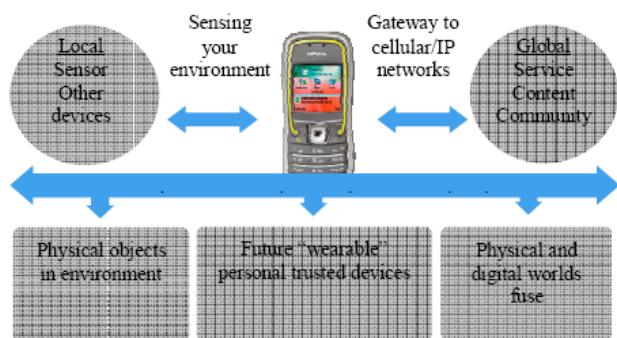 Local
Sensor
Other
devices
Sensing
your
environment
NOKIA
Gateway to
cellular/IP
networks
Global
Service
Content
Community
Physical objects
in environment
Future “wearable”
personal trusted devices
Physical and
digital worlds
fuse